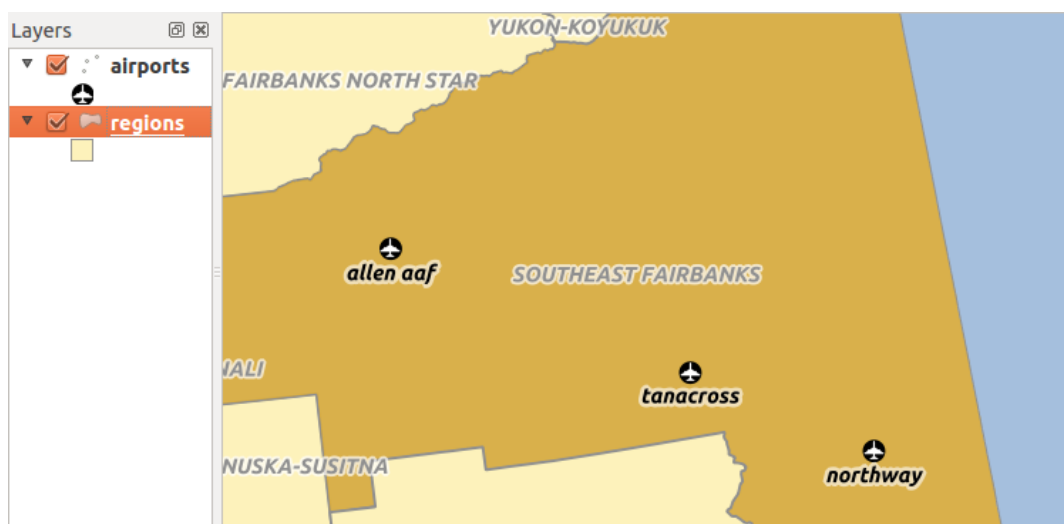 Layers
airports
regions
YUKON-KOYUKUK
FAIRBANKS NORTH STAR
allen aaf
SOUTHEAST FAIRBANKS
NALI
tanacross
NUSKA-SUSITNA
northway